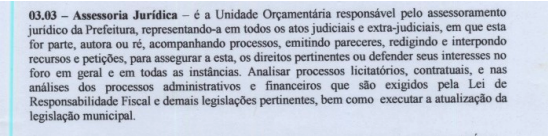 03.03 – Assessoria Jurídica – é a Unidade Orçamentária responsável pelo assessoramento
jurídico da Prefeitura, representando-a em todos os atos judiciais e extra-judiciais, em que esta
for parte, autora ou ré, acompanhando processos, emitindo pareceres, redigindo e interpondo
recursos e petições, para assegurar a esta, os direitos pertinentes ou defender seus interesses no
foro em geral e em todas as instâncias. Analisar processos licitatórios, contratuais, e nas
análises dos processos administrativos e financeiros que são exigidos pela Lei de
Responsabilidade Fiscal e demais legislações pertinentes, bem como executar a atualização da
legislação municipal.